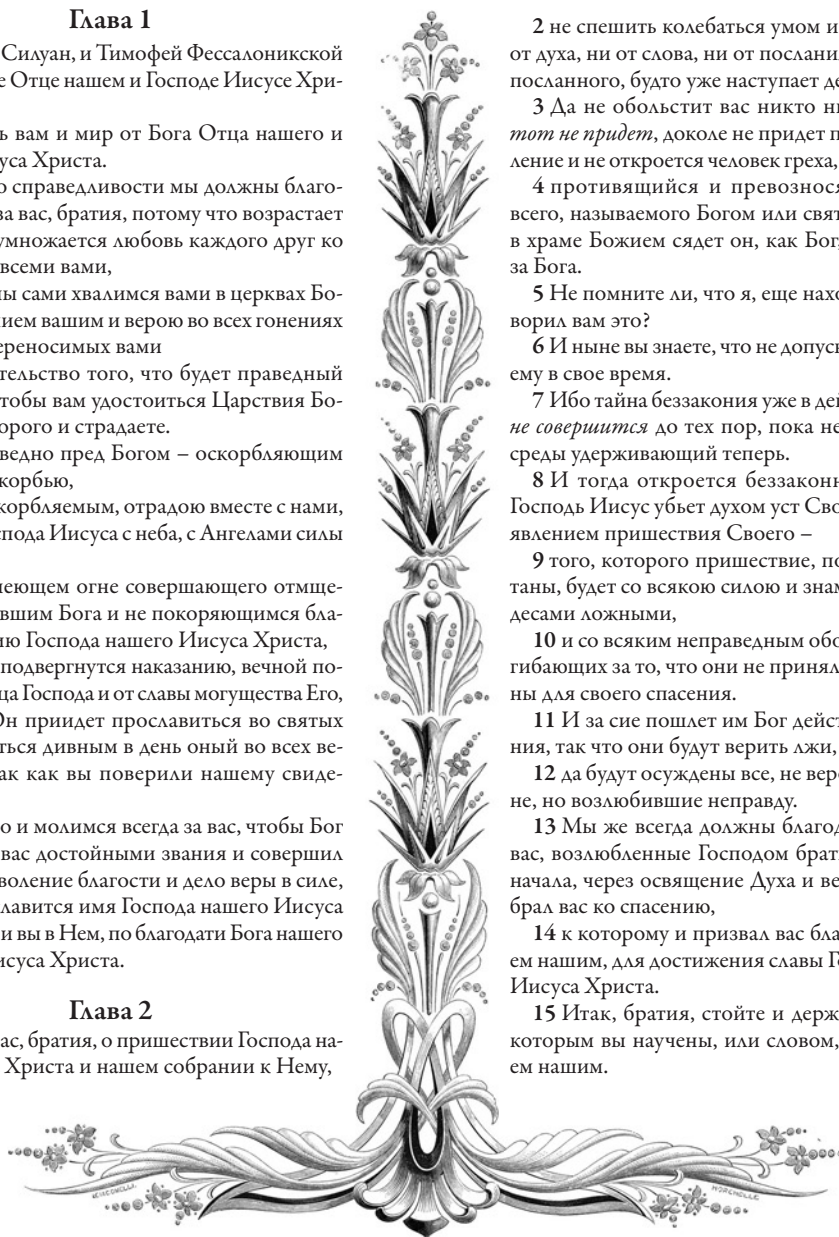 Глава 1
Силуан, и Тимофей Фессалоникской
е Отце нашем и Господе Иисусе Хри-
ь вам и мир от Бога Отца нашего и
уса Христа.
о справедливости мы должны благо-
за вас, братия, потому что возрастает
умножается любовь каждого друг ко
всеми вами,
ы сами хвалимся вами в церквах Бо-
нием вашим и верою во всех гонениях
ереносимых вами
тельство того, что будет праведный
тобы вам удостоиться Царствия Бо-
орого и страдаете.
ведно пред Богом – оскорбляющим
корбью,
корбляемым, отрадою вместе с нами,
спода Иисуса с неба, с Ангелами силы
меющем огне совершающего отмще-
авшим Бога и не покоряющимся бла-
ию Господа нашего Иисуса Христа,
подвергнутся наказанию, вечной по-
ца Господа и от славы могущества Его,
Он приидет прославиться во святых
ться дивным в день оный во всех ве-
ак как вы поверили нашему свиде-
о и молимся всегда за вас, чтобы Бог
вас достойными звания и совершил
воление благости и дело веры в силе,
лавится имя Господа нашего Иисуса
и вы в Нем, по благодати Бога нашего
исуса Христа.
Глава 2
ас, братия, о пришествии Господа на-
Христа и нашем собрании к Нему,
2 не спешить колебаться умом и
от духа, ни от слова, ни от послания
посланного, будто уже наступает де
3 Да не обольстит вас никто ни
тот не придет, доколе не придет п
ление и не откроется человек греха,
4 противящийся и превознося
всего, называемого Богом или свят
в храме Божием сядет он, как Бог,
за Бога.
5 Не помните ли, что я, еще нахо
ворил вам это?
6 И ныне вы знаете, что не допуск
ему в свое время.
7 Ибо тайна беззакония уже в дей
не совершится до тех пор, пока не
среды удерживающий теперь.
8 И тогда откроется беззаконн
Господь Иисус убьет духом уст Сво
явлением пришествия Своего –
9 того, которого пришествие, по
таны, будет со всякою силою и знам
десами ложными,
10 и со всяким неправедным обо
гибающих за то, что они не принял
ны для своего спасения.
11 И за сие пошлет им Бог дейст
ния, так что они будут верить лжи,
12 да будут осуждены все, не веро
не, но возлюбившие неправду.
13 Мы же всегда должны благод
вас, возлюбленные Господом брат
начала, через освящение Духа и ве
брал вас ко спасению,
14 к которому и призвал вас бла
ем нашим, для достижения славы Г
Иисуса Христа.
15 Итак, братия, стойте и держ
которым вы научены, или словом,
ем нашим.